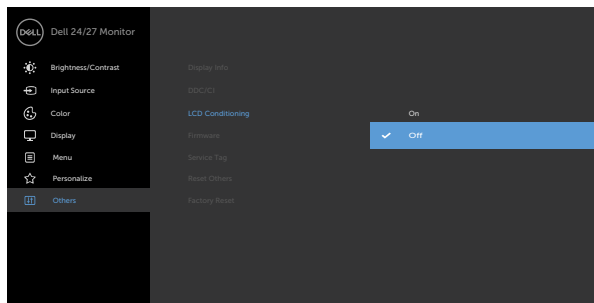 DELL Dell 24/27 Monitor
Brightness/Contrast
Input Source
Color
Display
Menu
Personalize
Others
Display Info
DDC/CI
LCD Conditioning
Firmware
Service Tag
Reset Others
Factory Reset
On
Off